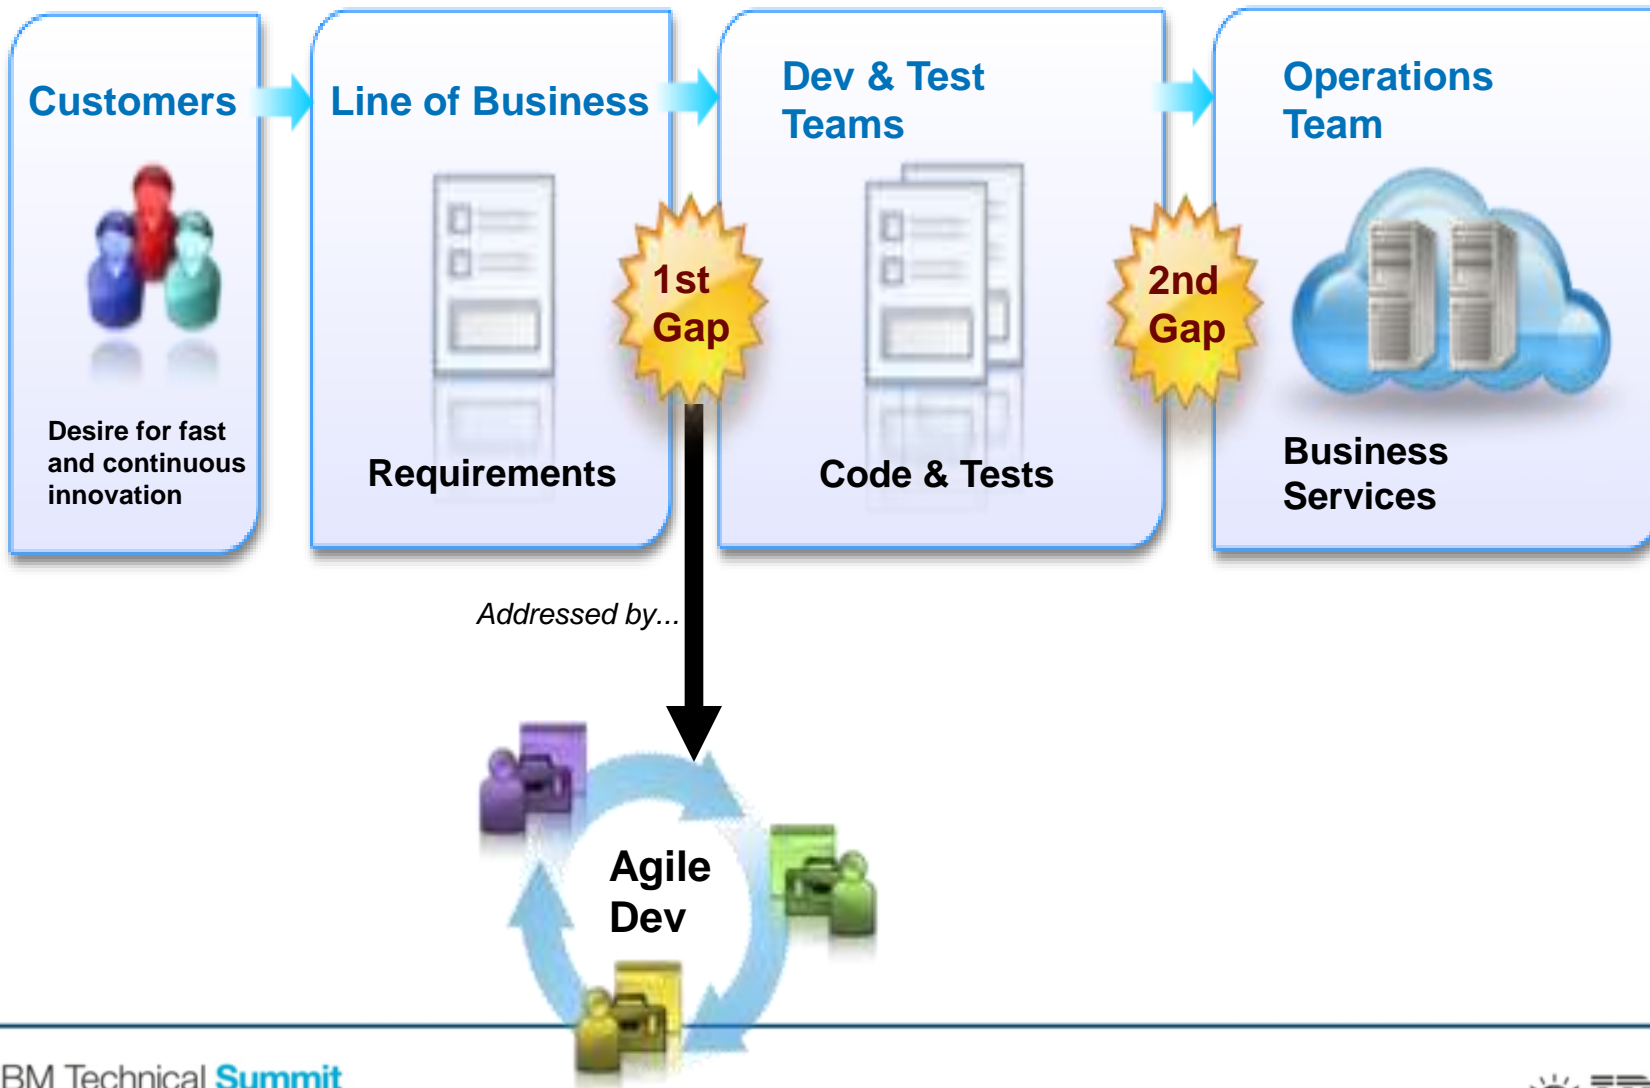 Customers
Line of Business
Dev & Test
Teams
Operations
Team
1st
Gap
2nd
Gap
Desire for fast
and continuous
innovation
Requirements
Code & Tests
Business
Services
Addressed by...
Agile
Dev
BM Technical Summit